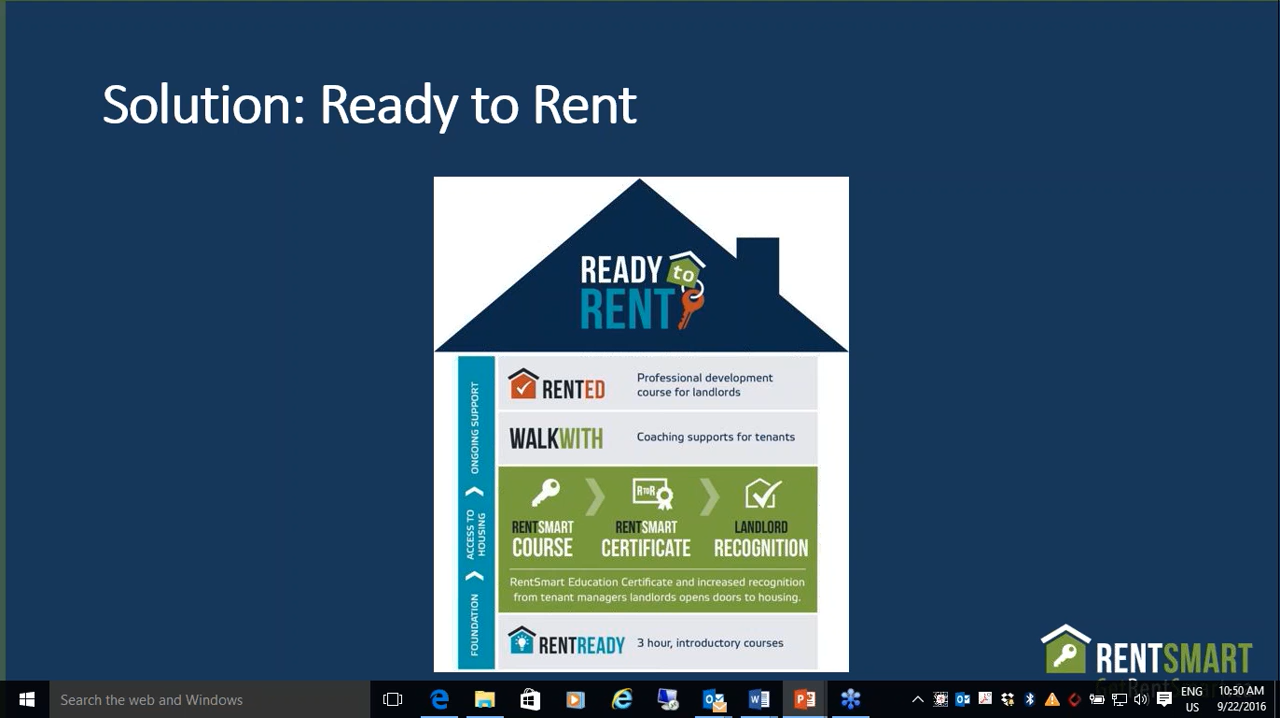 Solution: Ready to Rent
READY to
RENT
RENTED
Professional development
course for landlords
WALKWITH
Coaching supports for tenants
ONGOING SUPPORT
ACCESS TO
HOUSING
FOUNDATION
RtoR
RENTSMART
COURSE
RENTSMART
CERTIFICATE
LANDLORD
RECOGNITION
RentSmart Education Certificate and increased recognition
from tenant managers landlords opens doors to housing.
RENTREADY
3 hour, introductory courses
RENTSMART
Search the web and Windows
ENG
US
10:50 AM
9/22/2016